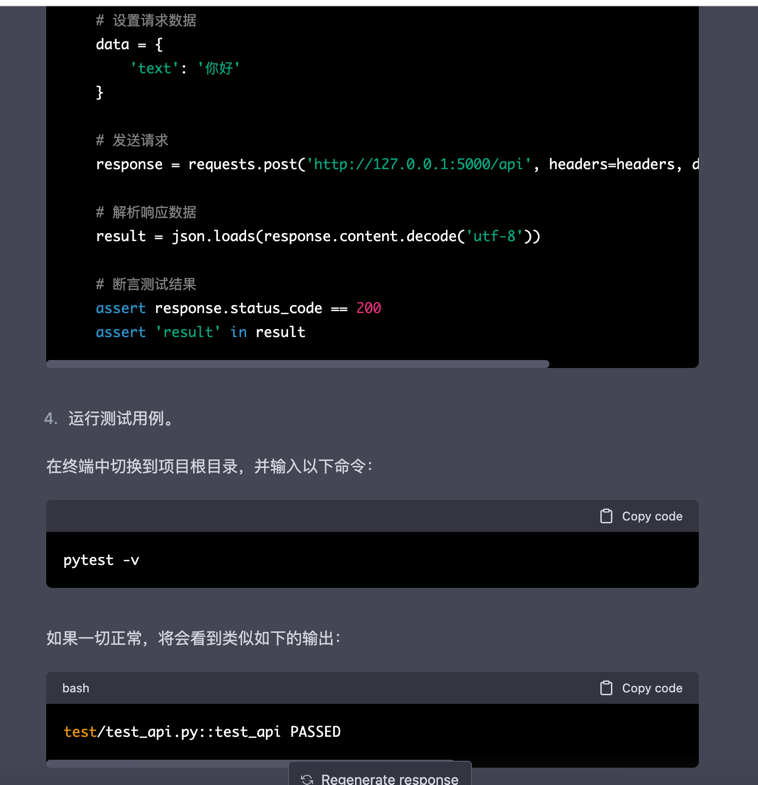 # 设置请求数据
data = {
'text': '你好'
}
# 发送请求
response = requests.post('http://127.0.0.1:5000/api', headers=headers, d
# 解析响应数据
result = json.loads(response.content.decode('utf-8'))
# 断言测试结果
assert response.status_code == 200
assert 'result' in result
4. 运行测试用例。
在终端中切换到项目根目录，并输入以下命令：
Copy code
pytest -v
如果一切正常，将会看到类似如下的输出：
bash
Copy code
test/test_api.py::test_api PASSED
Regenerate response